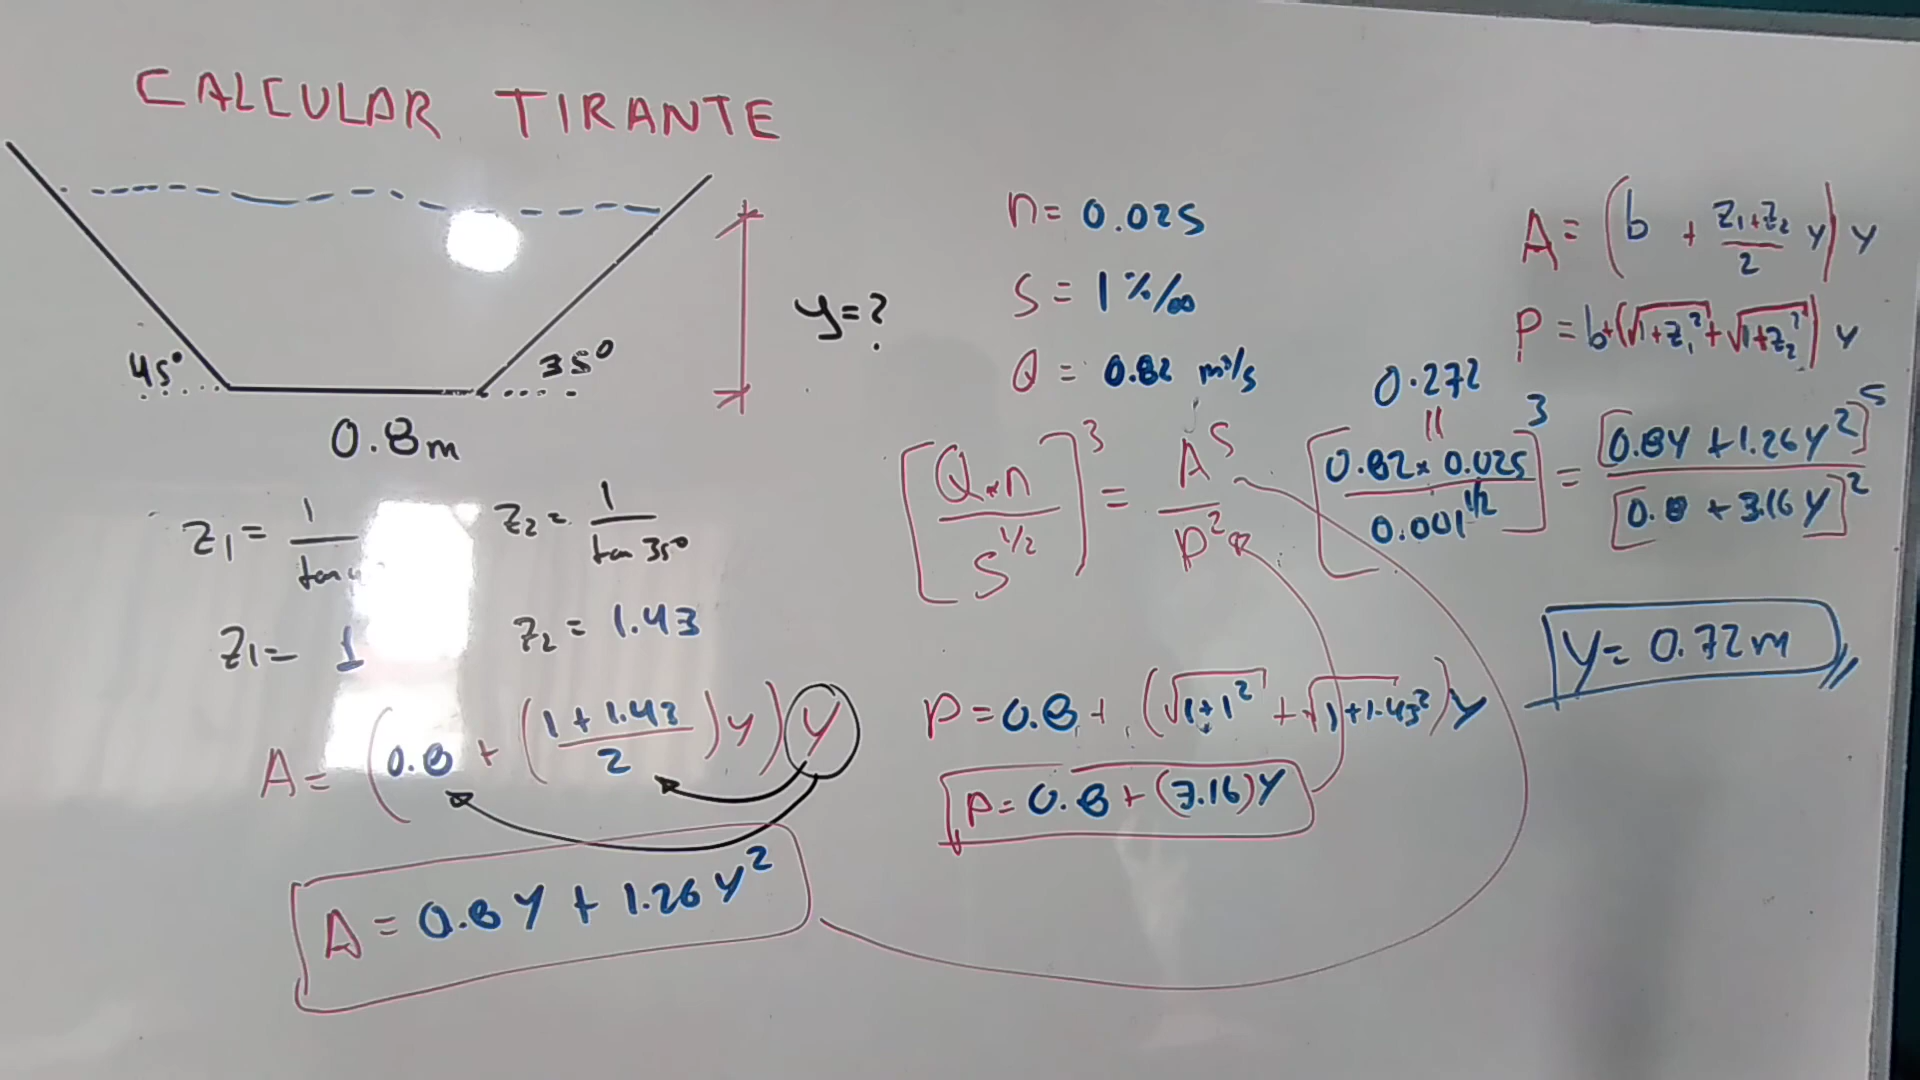 CALCULAR TIRANTE
45°
35°
0.8m
y=?
Z1 = 1 / tan 4
Z2 = 1 / tan 35°
Z1 = 1
Z2 = 1.43
A = (0.8 + (1+1.43 / 2) y) y
A = 0.8y + 1.26y²
n = 0.025
S = 1 %/00
Q = 0.82 m³/s
[Q*n / S^1/2]³ = A⁵ / P²
P = 0.8 + (√1+1² + √1+1.43²) y
P = 0.8 + (3.16)y
A = (b + Z1+Z2 / 2 y) y
P = b+(√1+Z1² + √1+Z2²) y
0.272
=
[0.82 x 0.025 / 0.001^1/2]³ = [0.8y + 1.26y²]⁵ / [0.8 + 3.16y]²
y = 0.72m